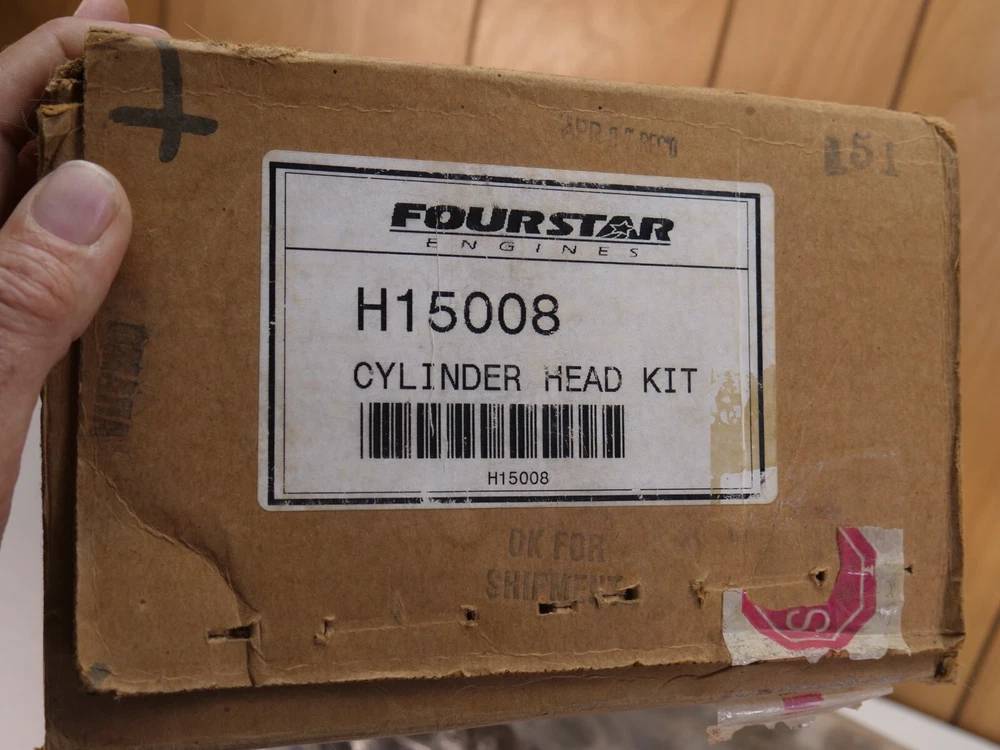 151
FOURSTAR
ENGINES
H15008
CYLINDER HEAD KIT
H15008
OK FOR
SHIPMENT
S